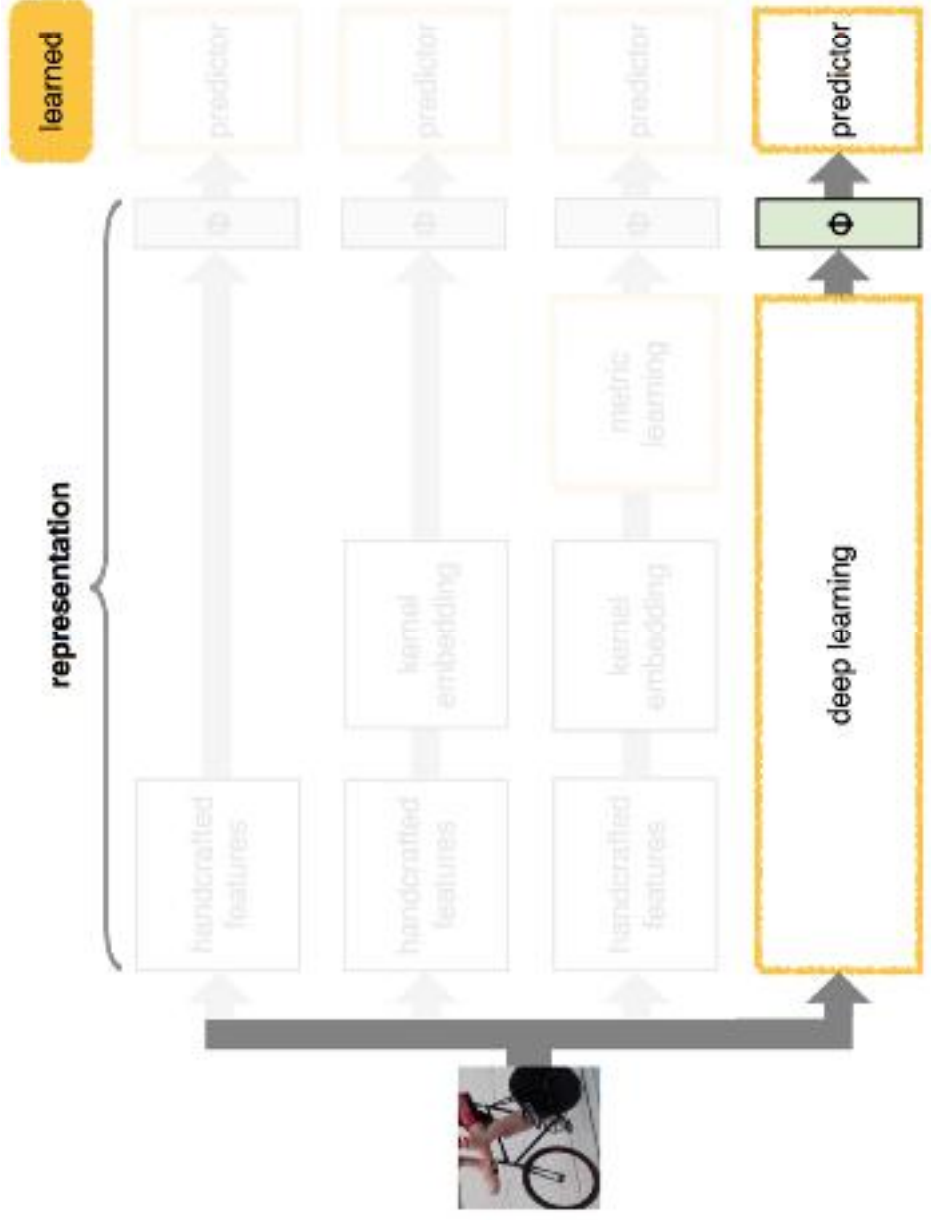 representation
learned
handcrafted
features
Φ
predictor
handcrafted
features
kernel
embedding
Φ
predictor
handcrafted
features
kernel
embedding
metric
learning
Φ
predictor
deep learning
Φ
predictor